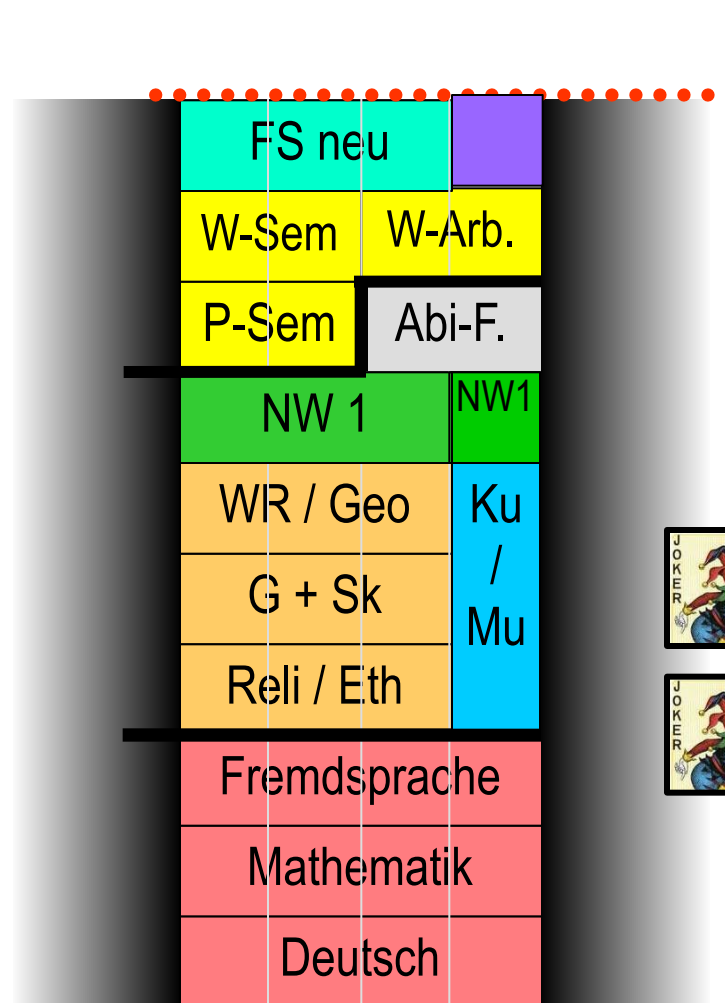 FS neu
W-Sem
W-Arb.
P-Sem
Abi-F.
NW 1
NW1
WR / Geo
Ku
/
Mu
G + Sk
Reli / Eth
JOKER
JOKER
Fremdsprache
Mathematik
Deutsch